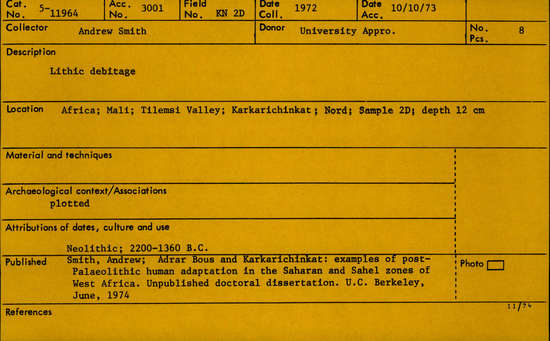 Cat. No. 5-11964 Acc. No. 3001 Field No. KN 2D Date Coll. 1972 Date Acc. 10/10/73
Collector Andrew Smith Donor University Appro. No. Pcs. 8
Description
Lithic debitage
Location Africa; Mali; Tilemsi Valley; Karkarichinkat; Nord; Sample 2D; depth 12 cm
Material and techniques
Archaeological context/Associations
plotted
Attributions of dates, culture and use
Neolithic; 2200-1360 B.C.
Published Smith, Andrew; Adrar Bous and Karkarichinkat: examples of post-
Palaeolithic human adaptation in the Saharan and Sahel zones of
West Africa. Unpublished doctoral dissertation. U.C. Berkeley,
June, 1974
Photo
References 11/74